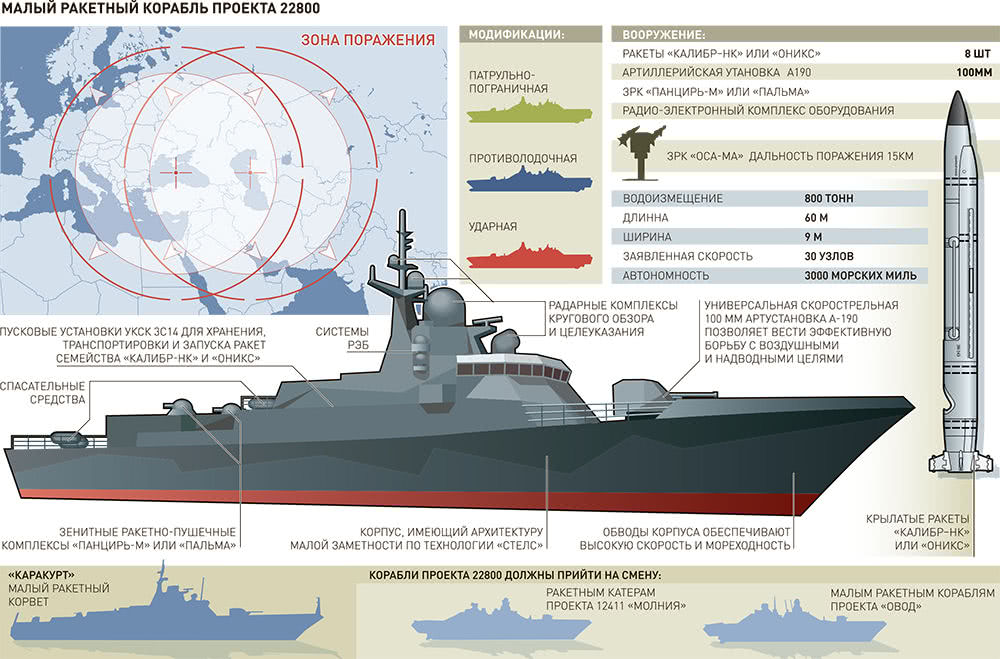 МАЛЫЙ РАКЕТНЫЙ КОРАБЛЬ ПРОЕКТА 22800
ЗОНА ПОРАЖЕНИЯ
МОДИФИКАЦИИ:
ПАТРУЛЬНО-
ПОГРАНИЧНАЯ
ПРОТИВОЛОДОЧНАЯ
УДАРНАЯ
ВООРУЖЕНИЕ:
РАКЕТЫ «КАЛИБР-НК» ИЛИ «ОНИКС» 8 ШТ
АРТИЛЛЕРИЙСКАЯ УТАНОВКА А190 100ММ
ЗРК «ПАНЦИРЬ-М» ИЛИ «ПАЛЬМА»
РАДИО-ЭЛЕКТРОННЫЙ КОМПЛЕКС ОБОРУДОВАНИЯ
ЗРК «ОСА-МА» ДАЛЬНОСТЬ ПОРАЖЕНИЯ 15КМ
ВОДОИЗМЕЩЕНИЕ 800 ТОНН
ДЛИННА 60 М
ШИРИНА 9 М
ЗАЯВЛЕННАЯ СКОРОСТЬ 30 УЗЛОВ
АВТОНОМНОСТЬ 3000 МОРСКИХ МИЛЬ
ПУСКОВЫЕ УСТАНОВКИ УКСК 3С14 ДЛЯ ХРАНЕНИЯ,
ТРАНСПОРТИРОВКИ И ЗАПУСКА РАКЕТ
СЕМЕЙСТВА «КАЛИБР-НК» И «ОНИКС»
СИСТЕМЫ
РЭБ
РАДАРНЫЕ КОМПЛЕКСЫ
КРУГОВОГО ОБЗОРА
И ЦЕЛЕУКАЗАНИЯ
УНИВЕРСАЛЬНАЯ СКОРОСТРЕЛЬНАЯ
100 ММ АРТУСТАНОВКА А-190
ПОЗВОЛЯЕТ ВЕСТИ ЭФФЕКТИВНУЮ
БОРЬБУ С ВОЗДУШНЫМИ
И НАДВОДНЫМИ ЦЕЛЯМИ
СПАСАТЕЛЬНЫЕ
СРЕДСТВА
ЗЕНИТНЫЕ РАКЕТНО-ПУШЕЧНЫЕ
КОМПЛЕКСЫ «ПАНЦИРЬ-М» ИЛИ «ПАЛЬМА»
КОРПУС, ИМЕЮЩИЙ АРХИТЕКТУРУ
МАЛОЙ ЗАМЕТНОСТИ ПО ТЕХНОЛОГИИ «СТЕЛС»
ОБВОДЫ КОРПУСА ОБЕСПЕЧИВАЮТ
ВЫСОКУЮ СКОРОСТЬ И МОРЕХОДНОСТЬ
КРЫЛАТЫЕ РАКЕТЫ
«КАЛИБР-НК»
ИЛИ «ОНИКС»
«КАРАКУРТ»
МАЛЫЙ РАКЕТНЫЙ
КОРВЕТ
КОРАБЛИ ПРОЕКТА 22800 ДОЛЖНЫ ПРИЙТИ НА СМЕНУ:
РАКЕТНЫМ КАТЕРАМ
ПРОЕКТА 12411 «МОЛНИЯ»
МАЛЫМ РАКЕТНЫМ КОРАБЛЯМ
ПРОЕКТА «ОВОД»